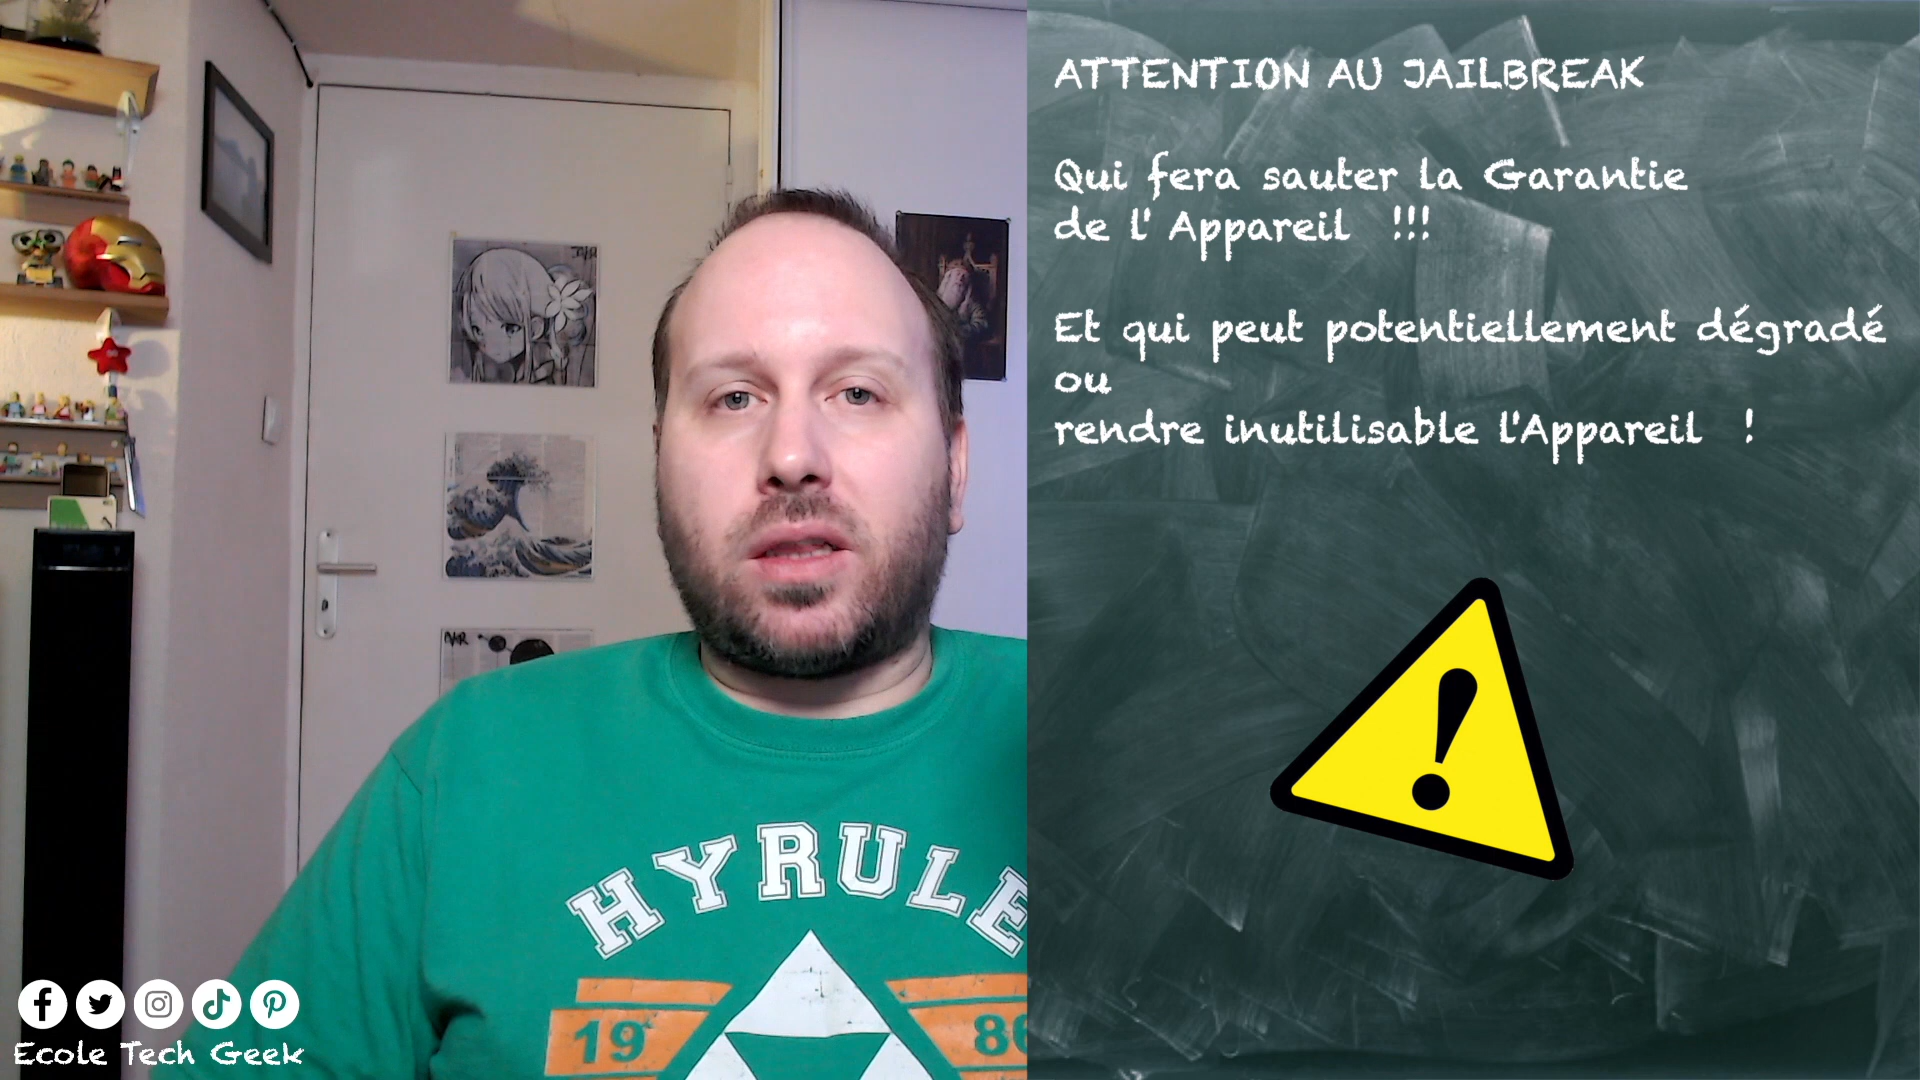 ATTENTION AU JAILBREAK
Qui fera sauter la Garantie
de l' Appareil !!!
Et qui peut potentiellement dégradé
ou
rendre inutilisable l'Appareil !
HYRULE
19 86
Ecole Tech Geek